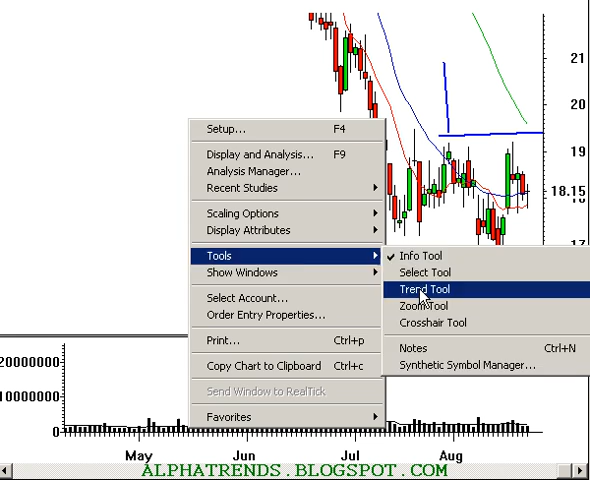 21
20
19
18.15
Setup... F4
Display and Analysis... F9
Analysis Manager...
Recent Studies
Scaling Options
Display Attributes
Tools
Show Windows
Select Account...
Order Entry Properties...
Print... Ctrl+p
Copy Chart to Clipboard Ctrl+c
Send Window to RealTick
Favorites
Info Tool
Select Tool
Trend Tool
Zoom Tool
Crosshair Tool
Notes Ctrl+N
Synthetic Symbol Manager...
20000000
10000000
0
May Jun Jul Aug
ALPHATRENDS.BLOGSPOT.COM